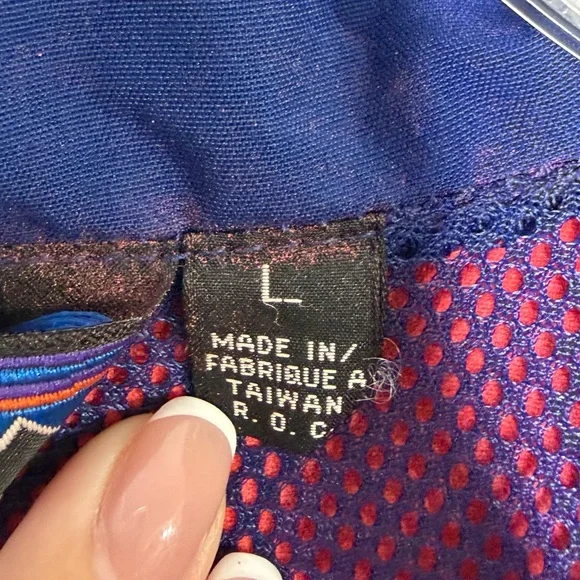 L
MADE IN/
FABRIQUE A
TAIWAN
R.O.C